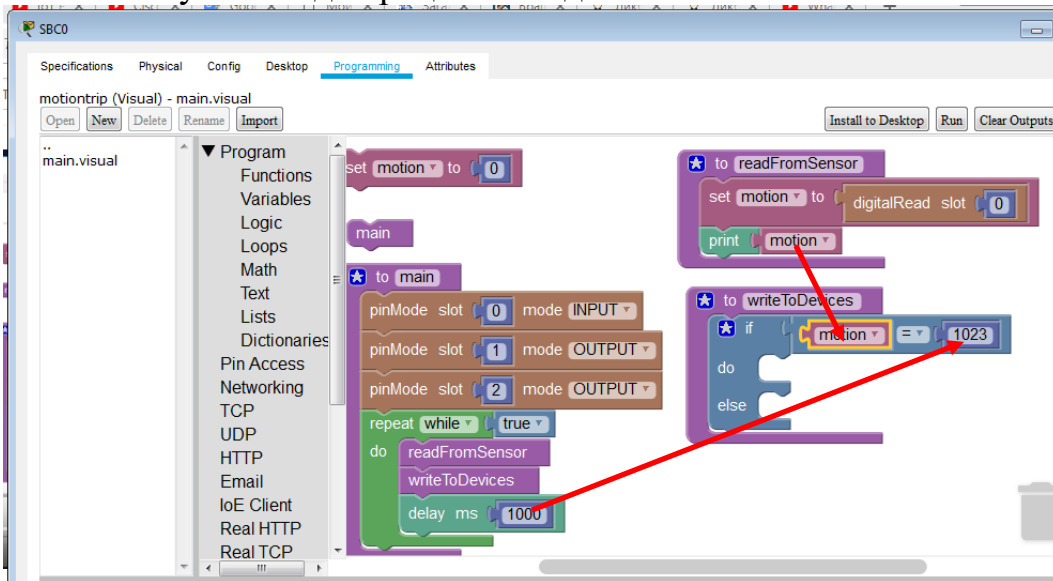 SBC0
Specifications Physical Config Desktop Programming Attributes
motiontrip (Visual) - main.visual
Open New Delete Rename Import Install to Desktop Run Clear Outputs
..
main.visual
Program
Functions
Variables
Logic
Loops
Math
Text
Lists
Dictionaries
Pin Access
Networking
TCP
UDP
HTTP
Email
IoE Client
Real HTTP
Real TCP
set motion to 0
main
to main
pinMode slot 0 mode INPUT
pinMode slot 1 mode OUTPUT
pinMode slot 2 mode OUTPUT
repeat while true
do readFromSensor
writeToDevices
delay ms 1000
to readFromSensor
set motion to digitalRead slot 0
print motion
to writeToDevices
if motion = 1023
do
else